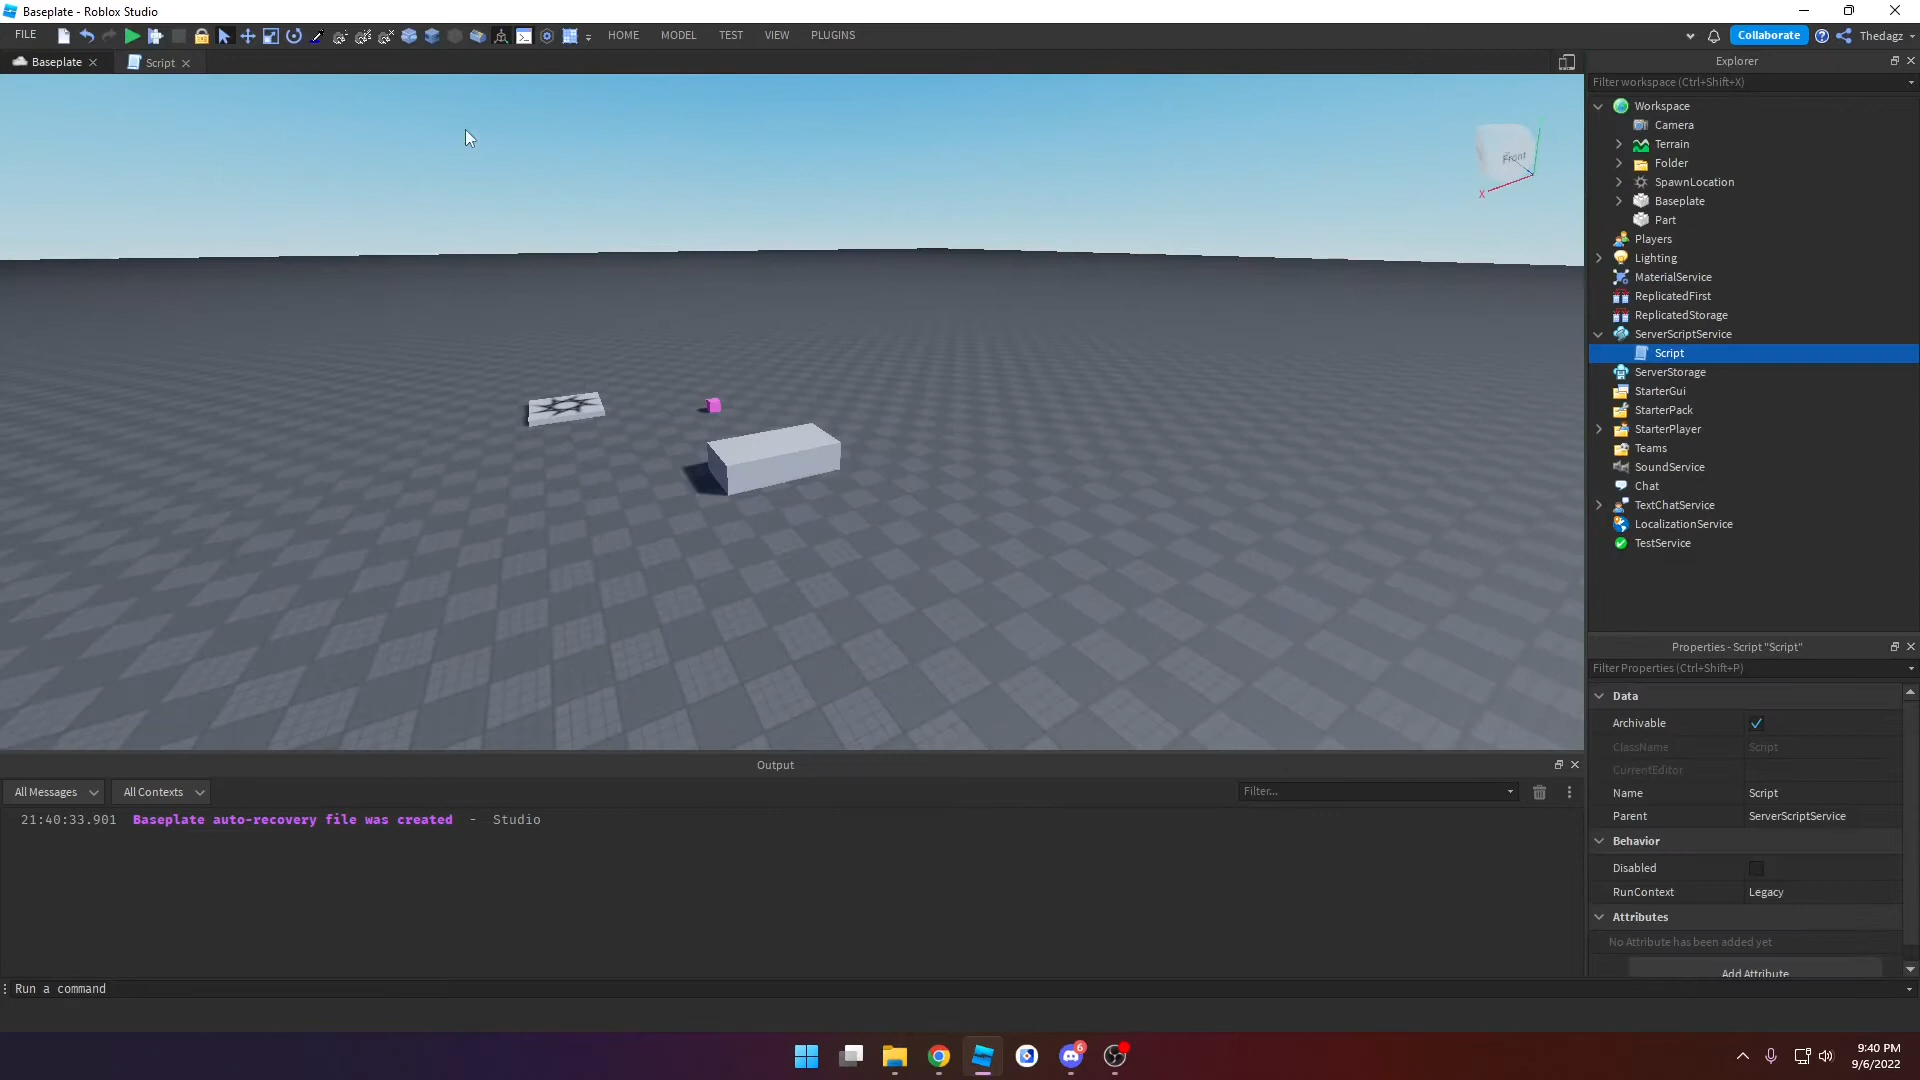 Baseplate - Roblox Studio
FILE
HOME
MODEL
TEST
VIEW
PLUGINS
Collaborate
Thedagz
Baseplate
Script
Front
X
Explorer
Filter workspace (Ctrl+Shift+X)
Workspace
Camera
Terrain
Folder
SpawnLocation
Baseplate
Part
Players
Lighting
MaterialService
ReplicatedFirst
ReplicatedStorage
ServerScriptService
Script
ServerStorage
StarterGui
StarterPack
StarterPlayer
Teams
SoundService
Chat
TextChatService
LocalizationService
TestService
Properties - Script "Script"
Filter Properties (Ctrl+Shift+P)
Data
Archivable
ClassName Script
CurrentEditor
Name Script
Parent ServerScriptService
Behavior
Disabled
RunContext Legacy
Attributes
No Attribute has been added yet
Add Attribute
Output
All Messages
All Contexts
Filter...
21:40:33.901 Baseplate auto-recovery file was created - Studio
Run a command
6
9:40 PM
9/6/2022